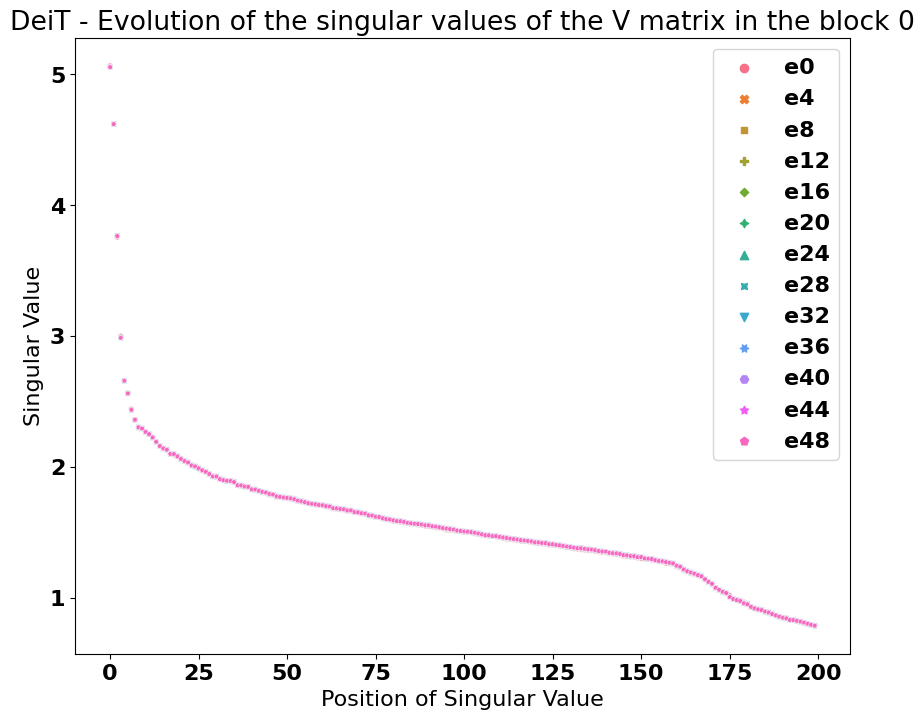 DeiT - Evolution of the singular values of the V matrix in the block 0
5
4
3
2
1
Singular Value
e0
e4
e8
e12
e16
e20
e24
e28
e32
e36
e40
e44
e48
0 25 50 75 100 125 150 175 200
Position of Singular Value